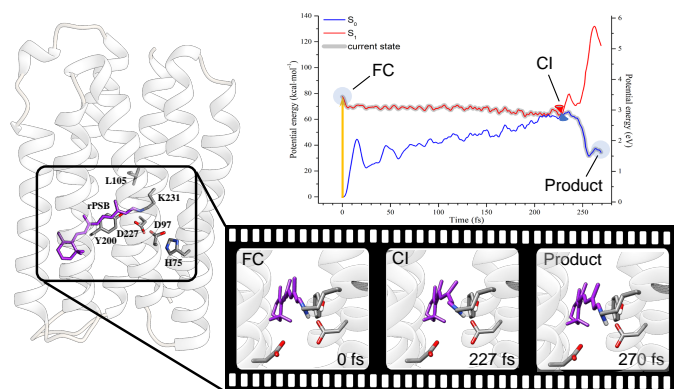 L105
rPSB
K231
D227
D97
Y200
H75
S₀
S₁
current state
FC
CI
Product
Potential energy (kcal·mol⁻¹)
140
120
100
80
60
40
20
0
Potential energy (eV)
6
5
4
3
2
1
0
0
50
100
150
200
250
Time (fs)
FC
0 fs
CI
227 fs
Product
270 fs